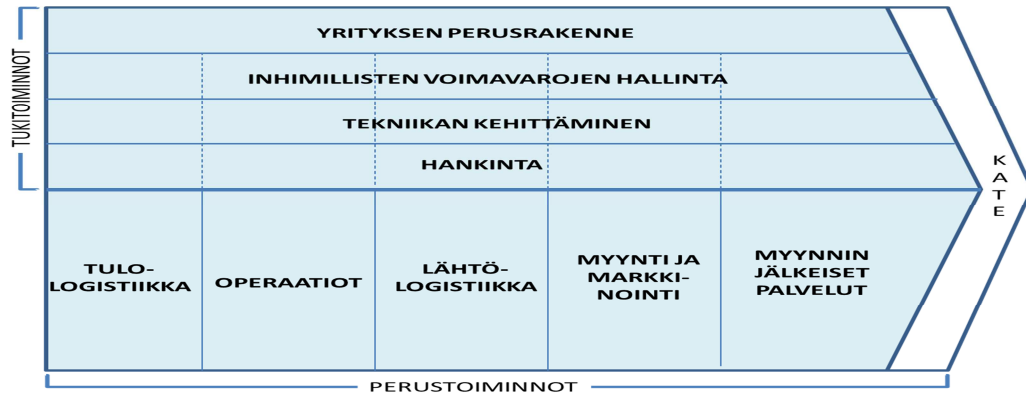 TUKITOIMINNOT
YRITYKSEN PERUSRAKENNE
INHIMILLISTEN VOIMAVAROJEN HALLINTA
TEKNIIKAN KEHITTÄMINEN
HANKINTA
TULO-
LOGISTIIKKA
OPERAATIOT
LÄHTÖ-
LOGISTIIKKA
MYYNTI JA
MARKKI-
NOINTI
MYYNNIN
JÄLKEISET
PALVELUT
KATE
PERUSTOIMINNOT